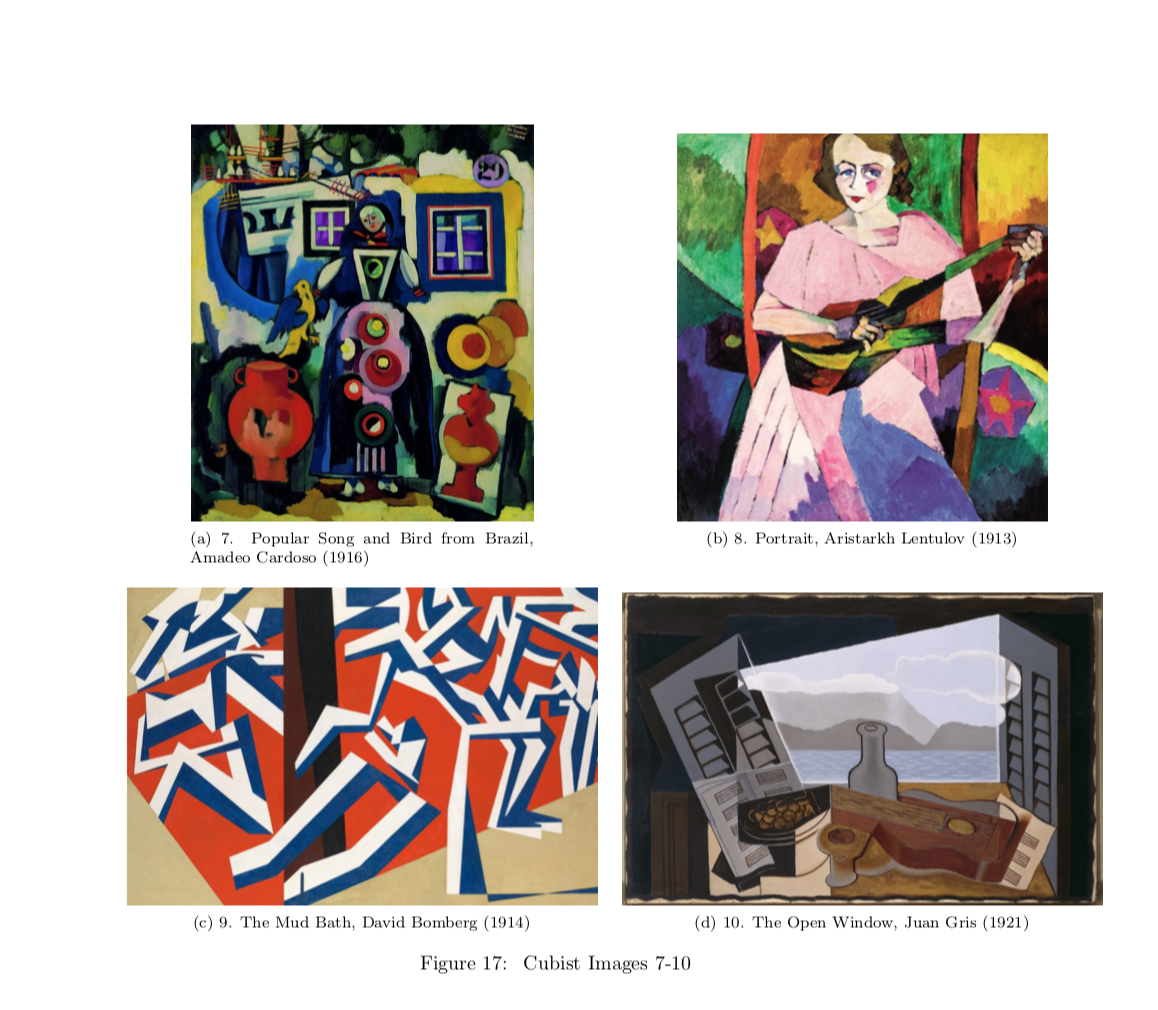 29
(a) 7. Popular Song and Bird from Brazil,
Amadeo Cardoso (1916)
(b) 8. Portrait, Aristarkh Lentulov (1913)
(c) 9. The Mud Bath, David Bomberg (1914)
(d) 10. The Open Window, Juan Gris (1921)
Figure 17: Cubist Images 7-10